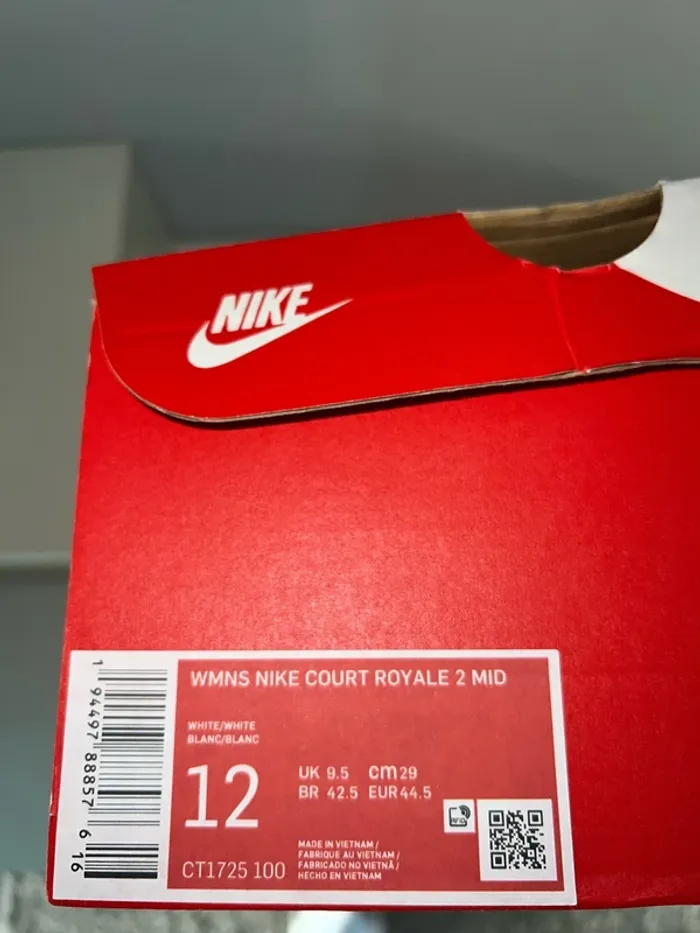 NIKE
WMNS NIKE COURT ROYALE 2 MID
WHITE/WHITE
BLANC/BLANC
12
UK 9.5 cm 29
BR 42.5 EUR 44.5
RFID
CT1725 100
MADE IN VIETNAM /
FABRIQUE AU VIETNAM /
FABRICADO NO VIETNÃ /
HECHO EN VIETNAM
1 94497 88857 6 16